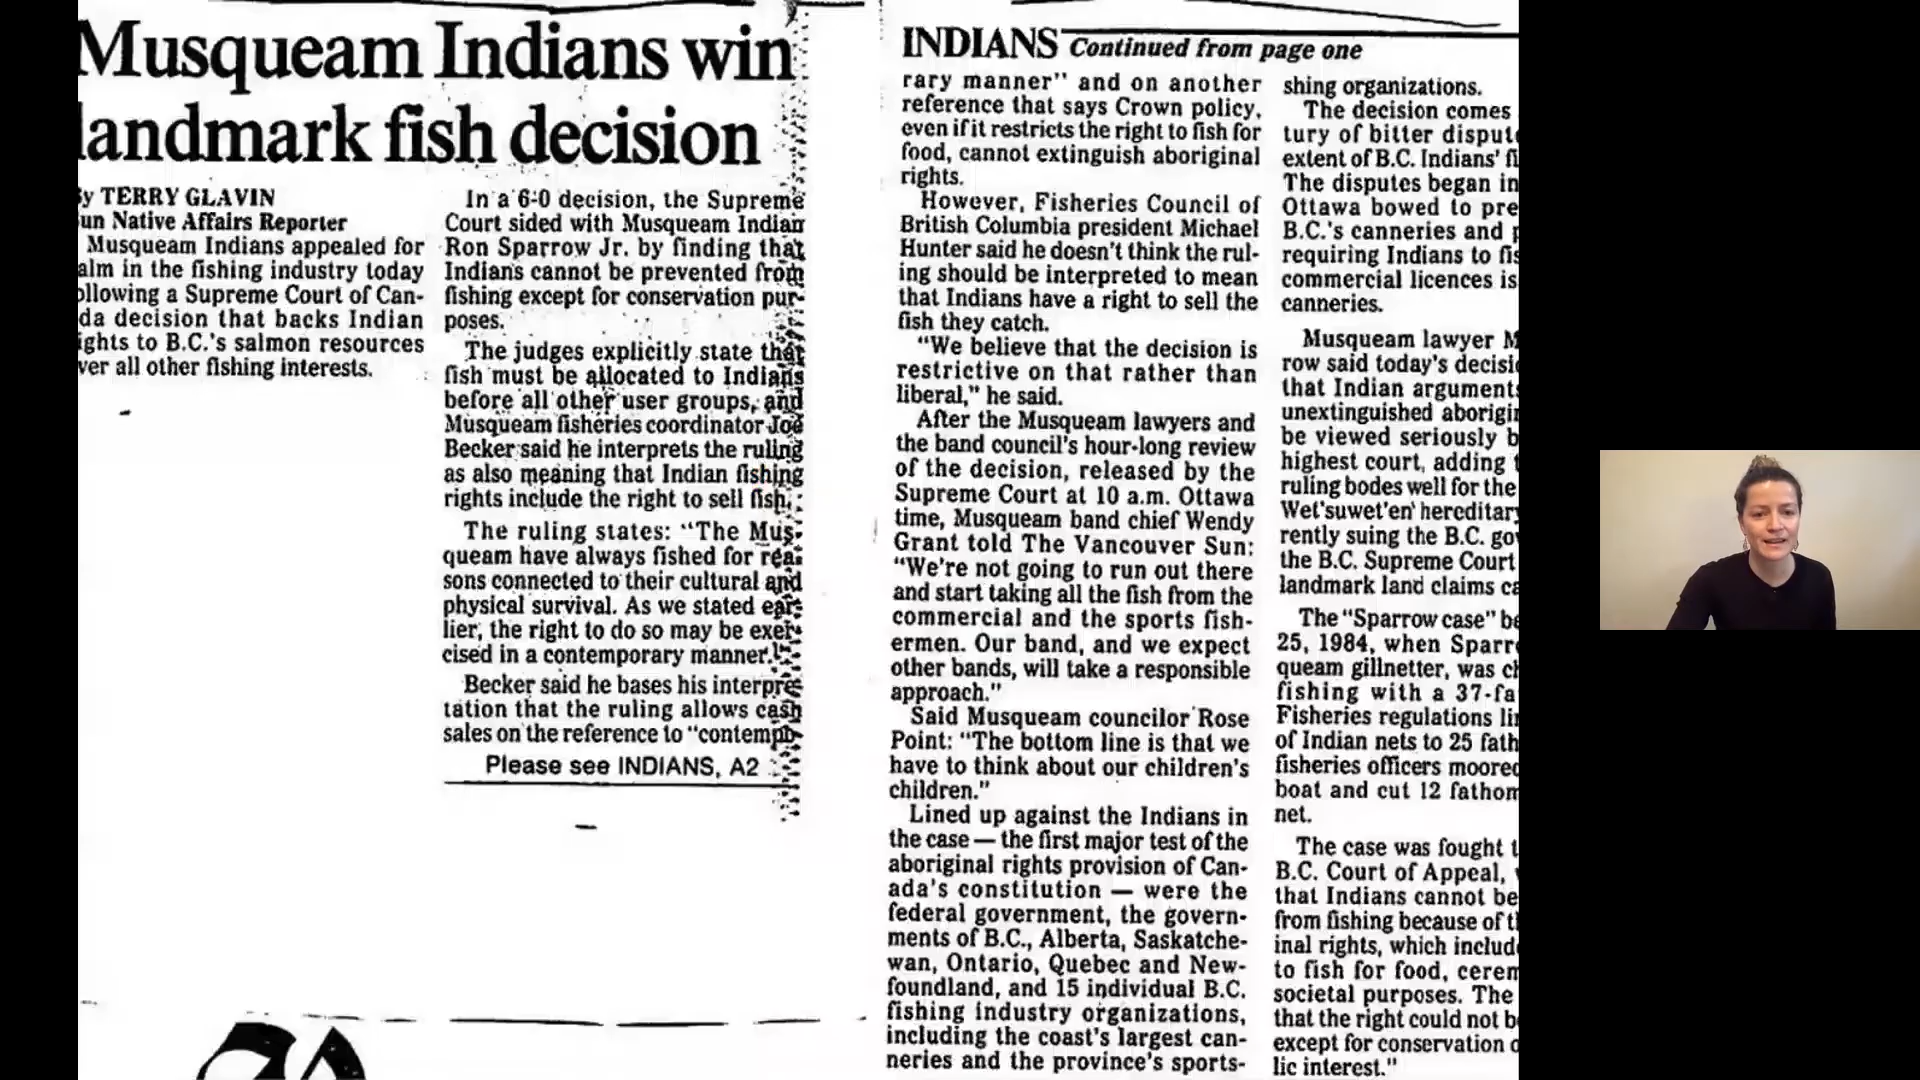 Musqueam Indians win
landmark fish decision
By TERRY GLAVIN
un Native Affairs Reporter
Musqueam Indians appealed for
alm in the fishing industry today
ollowing a Supreme Court of Can-
da decision that backs Indian
ights to B.C.'s salmon resources
ver all other fishing interests.
In a 6-0 decision, the Supreme
Court sided with Musqueam Indian
Ron Sparrow Jr. by finding that
Indians cannot be prevented from
fishing except for conservation pur-
poses.
The judges explicitly state that
fish must be allocated to Indians
before all other user groups, and
Musqueam fisheries coordinator Joe
Becker said he interprets the ruling
as also meaning that Indian fishing
rights include the right to sell fish.
The ruling states: "The Mus-
queam have always fished for rea-
sons connected to their cultural and
physical survival. As we stated ear-
lier, the right to do so may be exer-
cised in a contemporary manner."
Becker said he bases his interpre-
tation that the ruling allows cash
sales on the reference to "contempo-
Please see INDIANS, A2
INDIANS Continued from page one
rary manner" and on another
reference that says Crown policy,
even if it restricts the right to fish for
food, cannot extinguish aboriginal
rights.
However, Fisheries Council of
British Columbia president Michael
Hunter said he doesn't think the rul-
ing should be interpreted to mean
that Indians have a right to sell the
fish they catch.
"We believe that the decision is
restrictive on that rather than
liberal," he said.
After the Musqueam lawyers and
the band council's hour-long review
of the decision, released by the
Supreme Court at 10 a.m. Ottawa
time, Musqueam band chief Wendy
Grant told The Vancouver Sun:
"We're not going to run out there
and start taking all the fish from the
commercial and the sports fish-
ermen. Our band, and we expect
other bands, will take a responsible
approach."
Said Musqueam councilor Rose
Point: "The bottom line is that we
have to think about our children's
children."
Lined up against the Indians in
the case — the first major test of the
aboriginal rights provision of Can-
ada's constitution — were the
federal government, the govern-
ments of B.C., Alberta, Saskatche-
wan, Ontario, Quebec and New-
foundland, and 15 individual B.C.
fishing industry organizations,
including the coast's largest can-
neries and the province's sports-
shing organizations.
The decision comes
tury of bitter dispute
extent of B.C. Indians' fi
The disputes began in
Ottawa bowed to pre
B.C.'s canneries and p
requiring Indians to fis
commercial licences is
canneries.
Musqueam lawyer M
row said today's decisi
that Indian arguments
unextinguished aborigin
be viewed seriously b
highest court, adding t
ruling bodes well for the
Wet'suwet'en hereditary
rently suing the B.C. gov
the B.C. Supreme Court
landmark land claims ca
The "Sparrow case" be
25, 1984, when Sparr
queam gillnetter, was ch
fishing with a 37-fa
Fisheries regulations lin
of Indian nets to 25 fath
fisheries officers moored
boat and cut 12 fathom
net.
The case was fought t
B.C. Court of Appeal,
that Indians cannot be
from fishing because of th
inal rights, which include
to fish for food, cerem
societal purposes. The
that the right could not b
except for conservation o
lic interest."